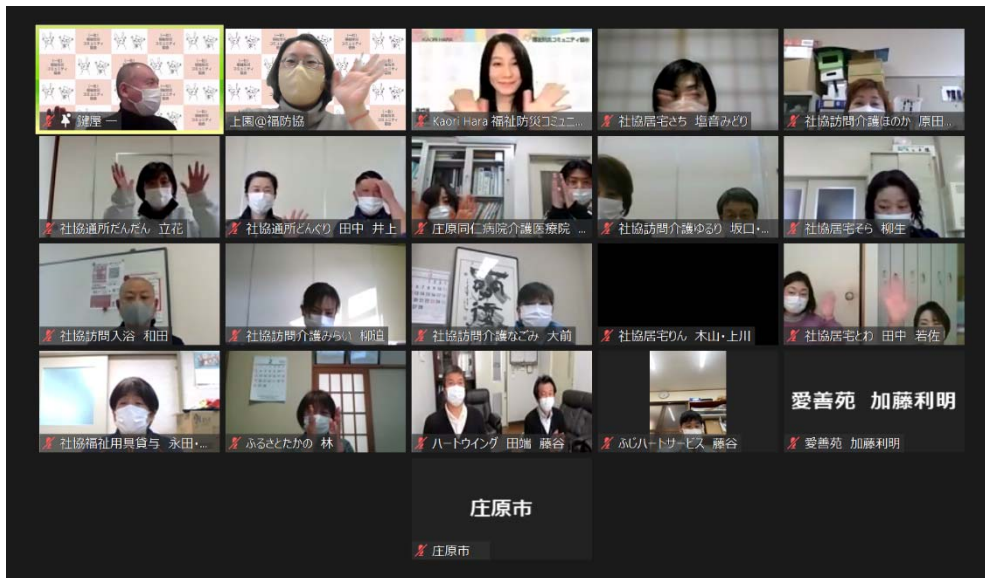 鍵屋 一
上園@福防協
KAORI HARA
Kaori Hara 福祉防災コミュニ...
社協居宅さち 塩音みどり
社協訪問介護ほのか 原田...
社協通所だんだん 立花
社協通所どんぐり 田中 井上
庄原同仁病院介護医療院 ...
社協訪問介護ゆるり 坂口・...
社協居宅そら 柳生
社協訪問入浴 和田
社協訪問介護みらい 柳迫
社協訪問介護なごみ 大前
社協居宅りん 木山・上川
社協居宅とわ 田中 若佐
社協福祉用具貸与 永田・...
ふるさとたかの 林
ハートウイング 田端 藤谷
ふじハートサービス 藤谷
愛善苑 加藤利明
愛善苑 加藤利明
庄原市
庄原市